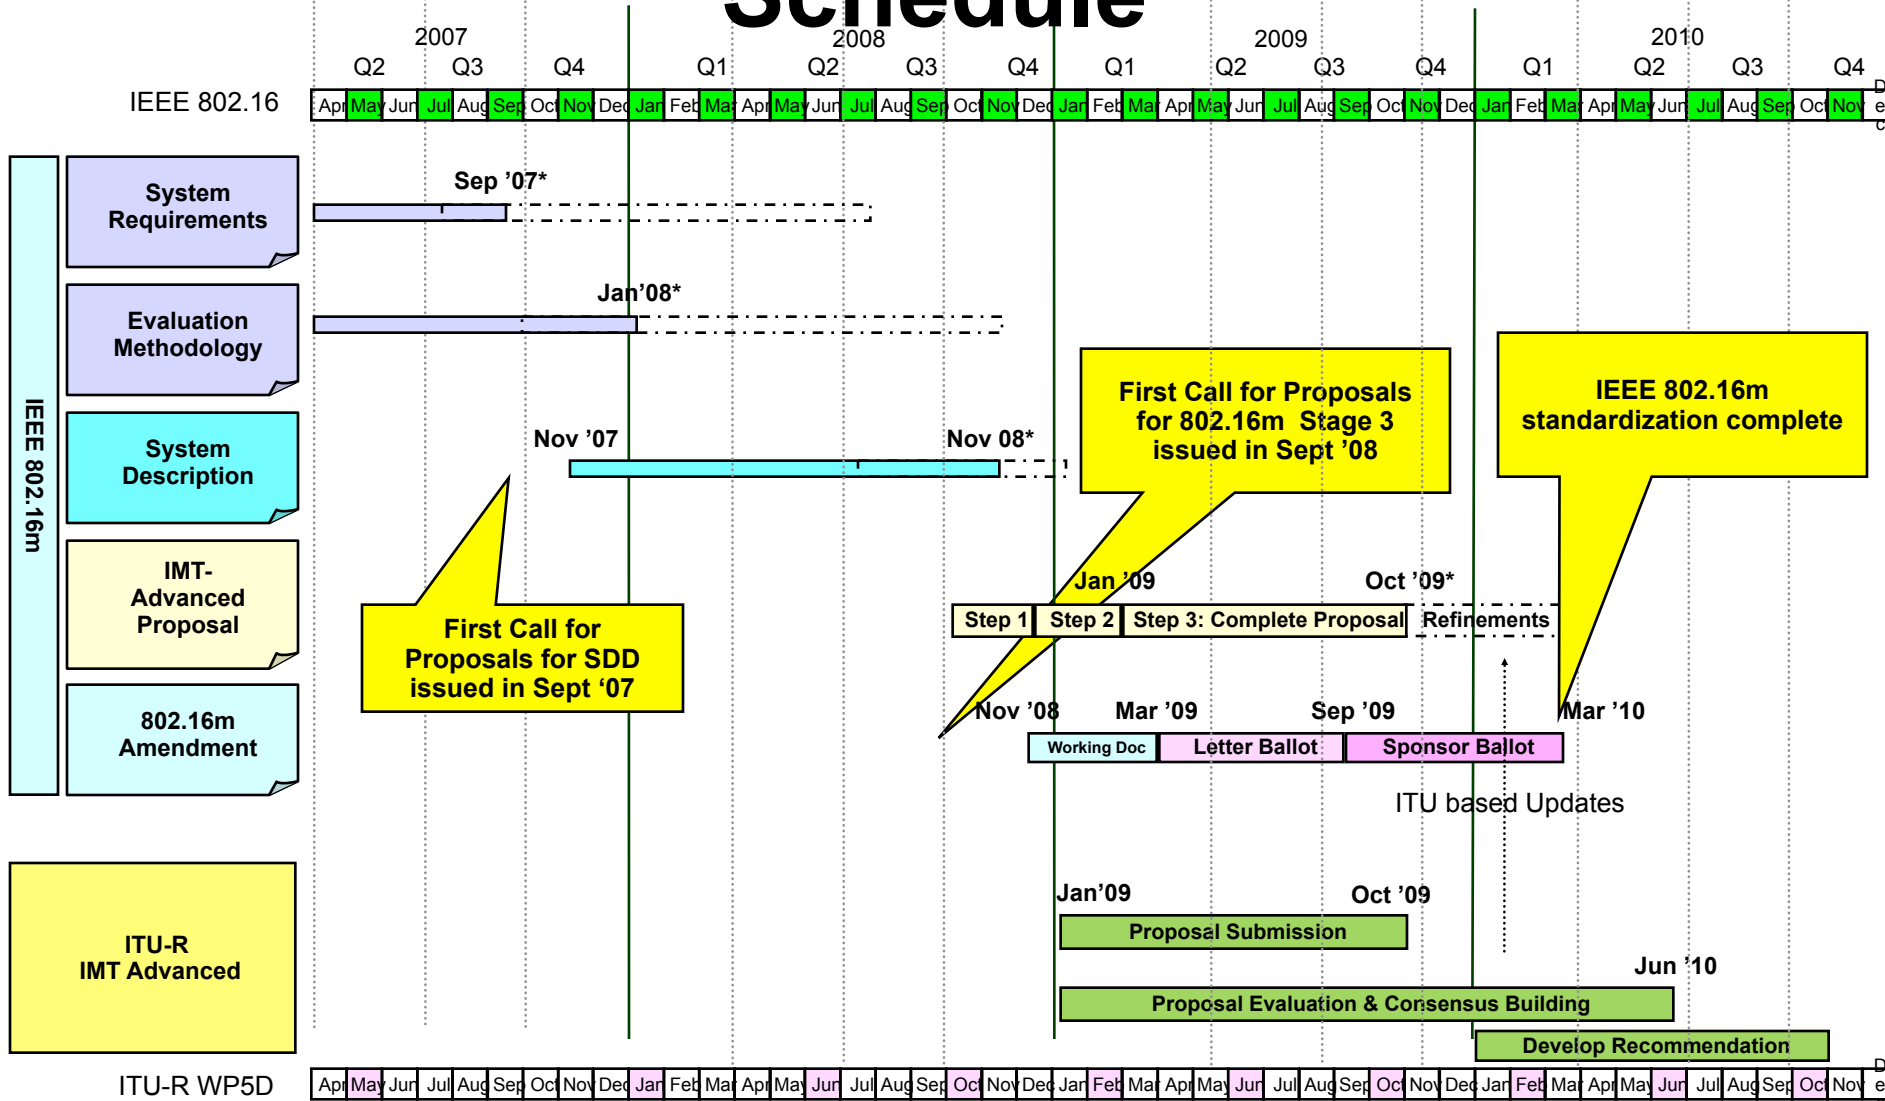 Schedule
2007 2008 2009 2010
Q2 Q3 Q4 Q1 Q2 Q3 Q4 Q1 Q2 Q3 Q4 Q1 Q2 Q3 Q4
IEEE 802.16 Apr May Jun Jul Aug Sep Oct Nov Dec Jan Feb Mar Apr May Jun Jul Aug Sep Oct Nov Dec Jan Feb Mar Apr May Jun Jul Aug Sep Oct Nov Dec Jan Feb Mar Apr May Jun Jul Aug Sep Oct Nov Dec
IEEE 802.16m
System
Requirements
Sep '07*
Evaluation
Methodology
Jan'08*
System
Description
Nov '07 Nov 08*
First Call for Proposals
for 802.16m Stage 3
issued in Sept '08
IEEE 802.16m
standardization complete
IMT-
Advanced
Proposal
First Call for
Proposals for SDD
issued in Sept '07
Jan '09 Oct '09*
Step 1 Step 2 Step 3: Complete Proposal Refinements
802.16m
Amendment
Nov '08 Mar '09 Sep '09 Mar '10
Working Doc Letter Ballot Sponsor Ballot
ITU based Updates
ITU-R
IMT Advanced
Jan'09 Oct '09
Proposal Submission
Jun '10
Proposal Evaluation & Consensus Building
Develop Recommendation
ITU-R WP5D Apr May Jun Jul Aug Sep Oct Nov Dec Jan Feb Mar Apr May Jun Jul Aug Sep Oct Nov Dec Jan Feb Mar Apr May Jun Jul Aug Sep Oct Nov Dec Jan Feb Mar Apr May Jun Jul Aug Sep Oct Nov De